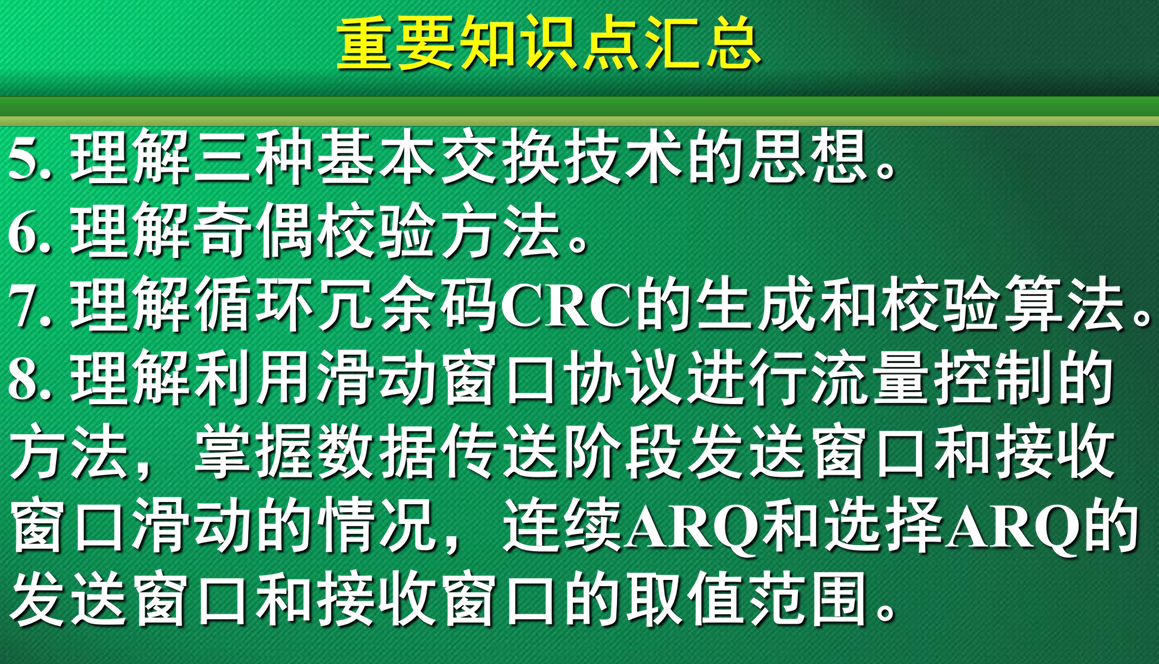 重要知识点汇总
5. 理解三种基本交换技术的思想。
6. 理解奇偶校验方法。
7. 理解循环冗余码CRC的生成和校验算法。
8. 理解利用滑动窗口协议进行流量控制的
方法，掌握数据传送阶段发送窗口和接收
窗口滑动的情况，连续ARQ和选择ARQ的
发送窗口和接收窗口的取值范围。